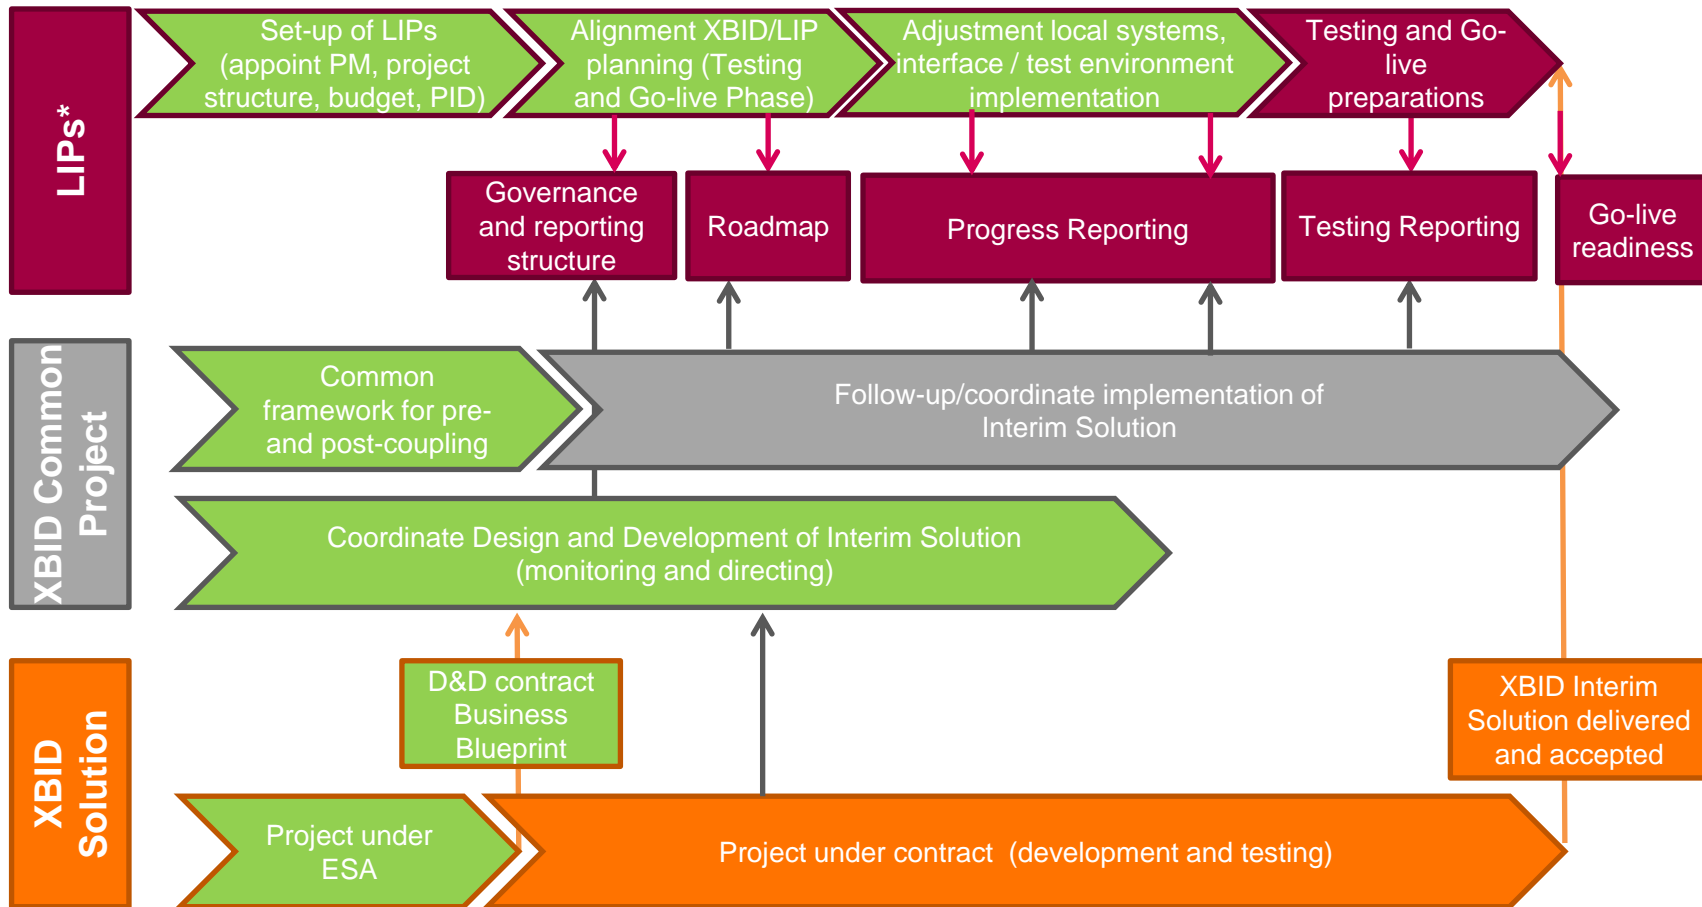 LIPs*
Set-up of LIPs
(appoint PM, project
structure, budget, PID)
Alignment XBID/LIP
planning (Testing
and Go-live Phase)
Adjustment local systems,
interface / test environment
implementation
Testing and Go-
live
preparations
Governance
and reporting
structure
Roadmap
Progress Reporting
Testing Reporting
Go-live
readiness
XBID Common
Project
Common
framework for pre-
and post-coupling
Follow-up/coordinate implementation of
Interim Solution
Coordinate Design and Development of Interim Solution
(monitoring and directing)
XBID
Solution
D&D contract
Business
Blueprint
XBID Interim
Solution delivered
and accepted
Project under
ESA
Project under contract (development and testing)